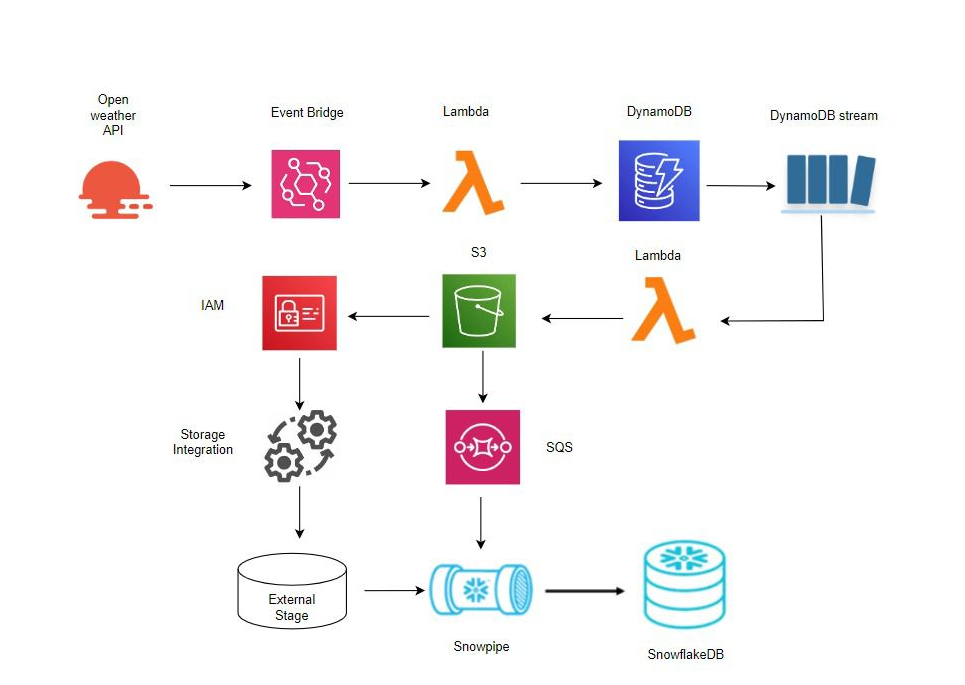 Open
weather
API
Event Bridge
Lambda
DynamoDB
DynamoDB stream
S3
Lambda
IAM
Storage
Integration
SQS
External
Stage
Snowpipe
SnowflakeDB